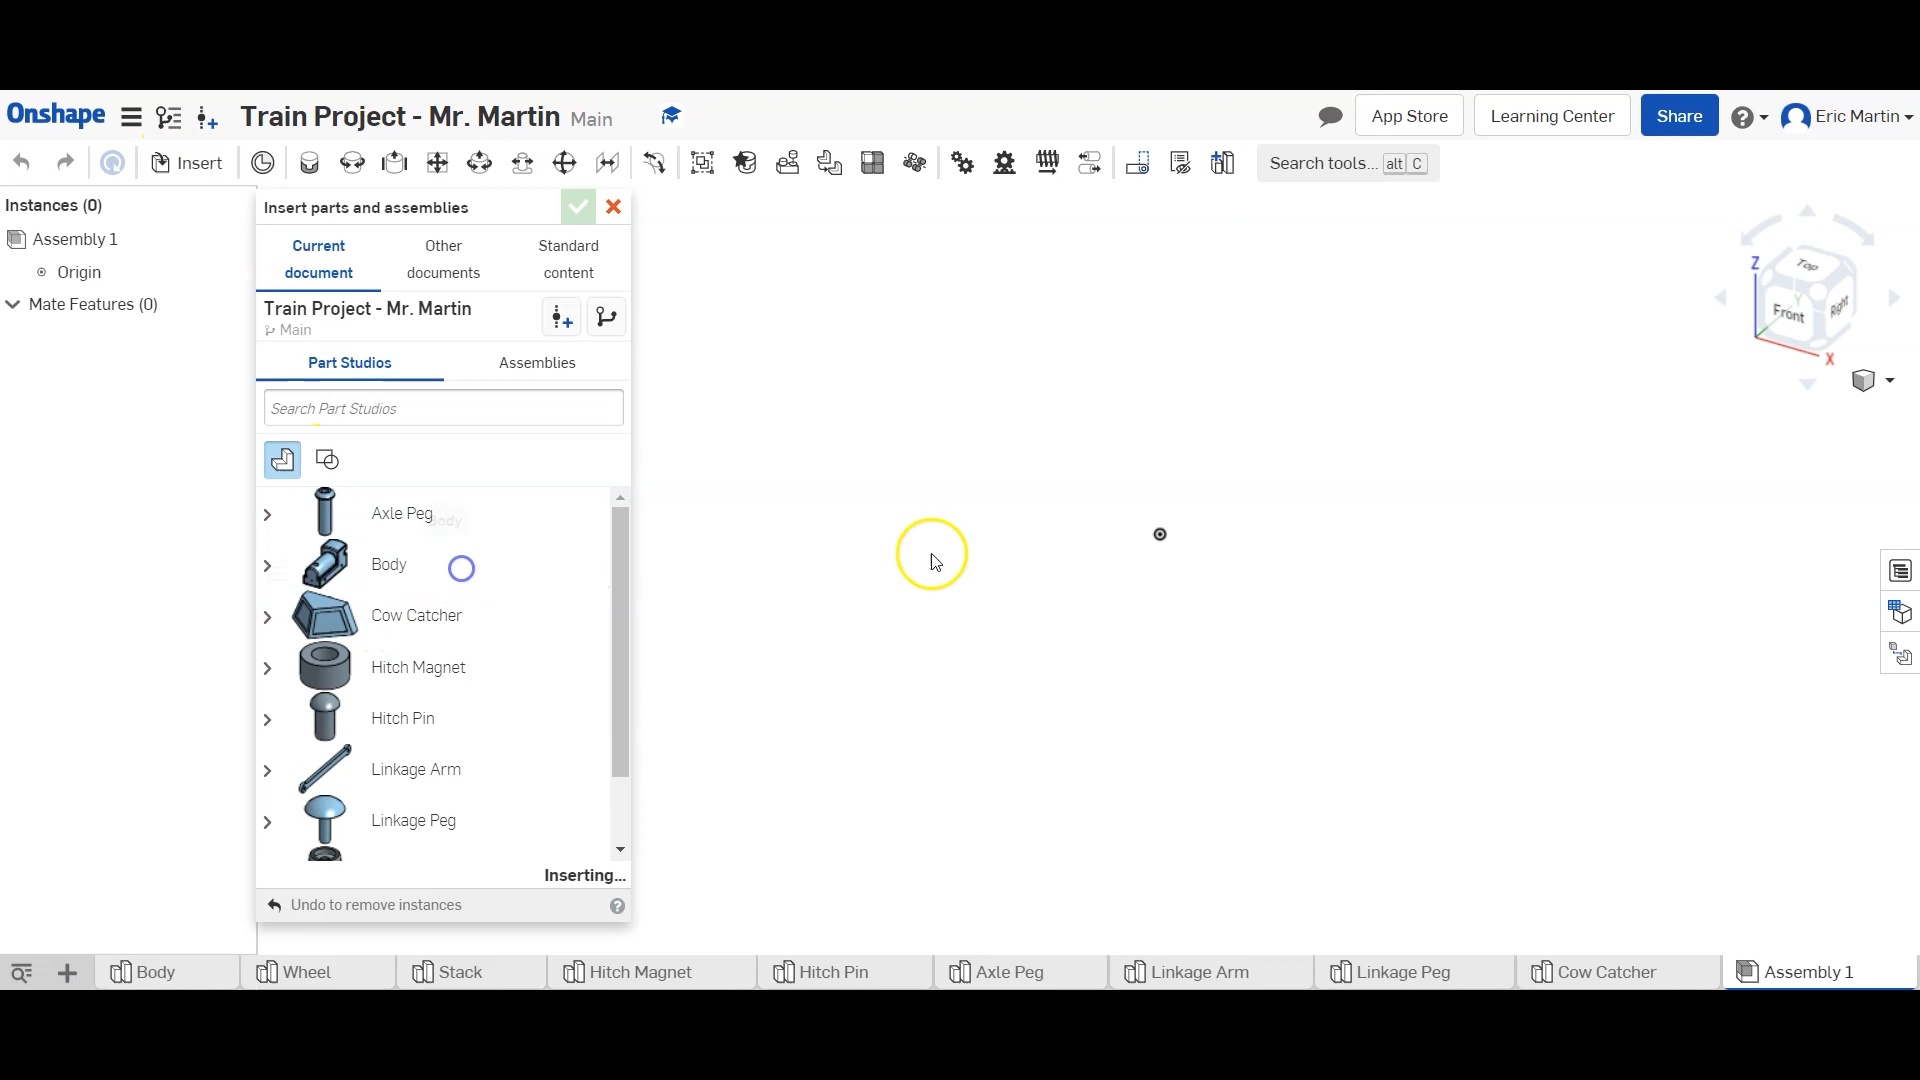 Onshape Train Project - Mr. Martin Main App Store Learning Center Share Eric Martin
Insert Search tools... alt C
Instances (0)
Assembly 1
Origin
Mate Features (0)
Insert parts and assemblies
Current document
Other documents
Standard content
Train Project - Mr. Martin
Main
Part Studios Assemblies
Search Part Studios
Axle Peg
Body
Body
Cow Catcher
Hitch Magnet
Hitch Pin
Linkage Arm
Linkage Peg
Inserting...
Undo to remove instances
Top
Front
Right
Z
Y
X
Body Wheel Stack Hitch Magnet Hitch Pin Axle Peg Linkage Arm Linkage Peg Cow Catcher Assembly 1